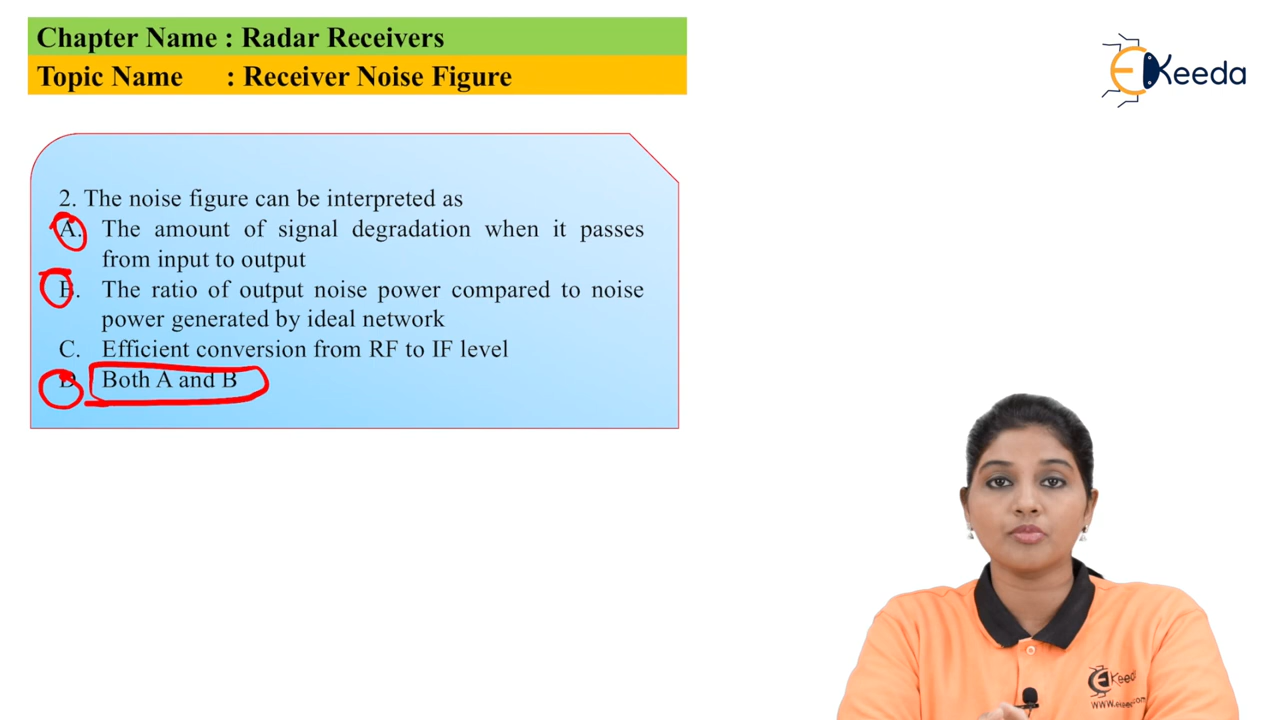 Chapter Name : Radar Receivers
Topic Name : Receiver Noise Figure
EKeeda
2. The noise figure can be interpreted as
A. The amount of signal degradation when it passes
from input to output
B. The ratio of output noise power compared to noise
power generated by ideal network
C. Efficient conversion from RF to IF level
D. Both A and B
EKeeda